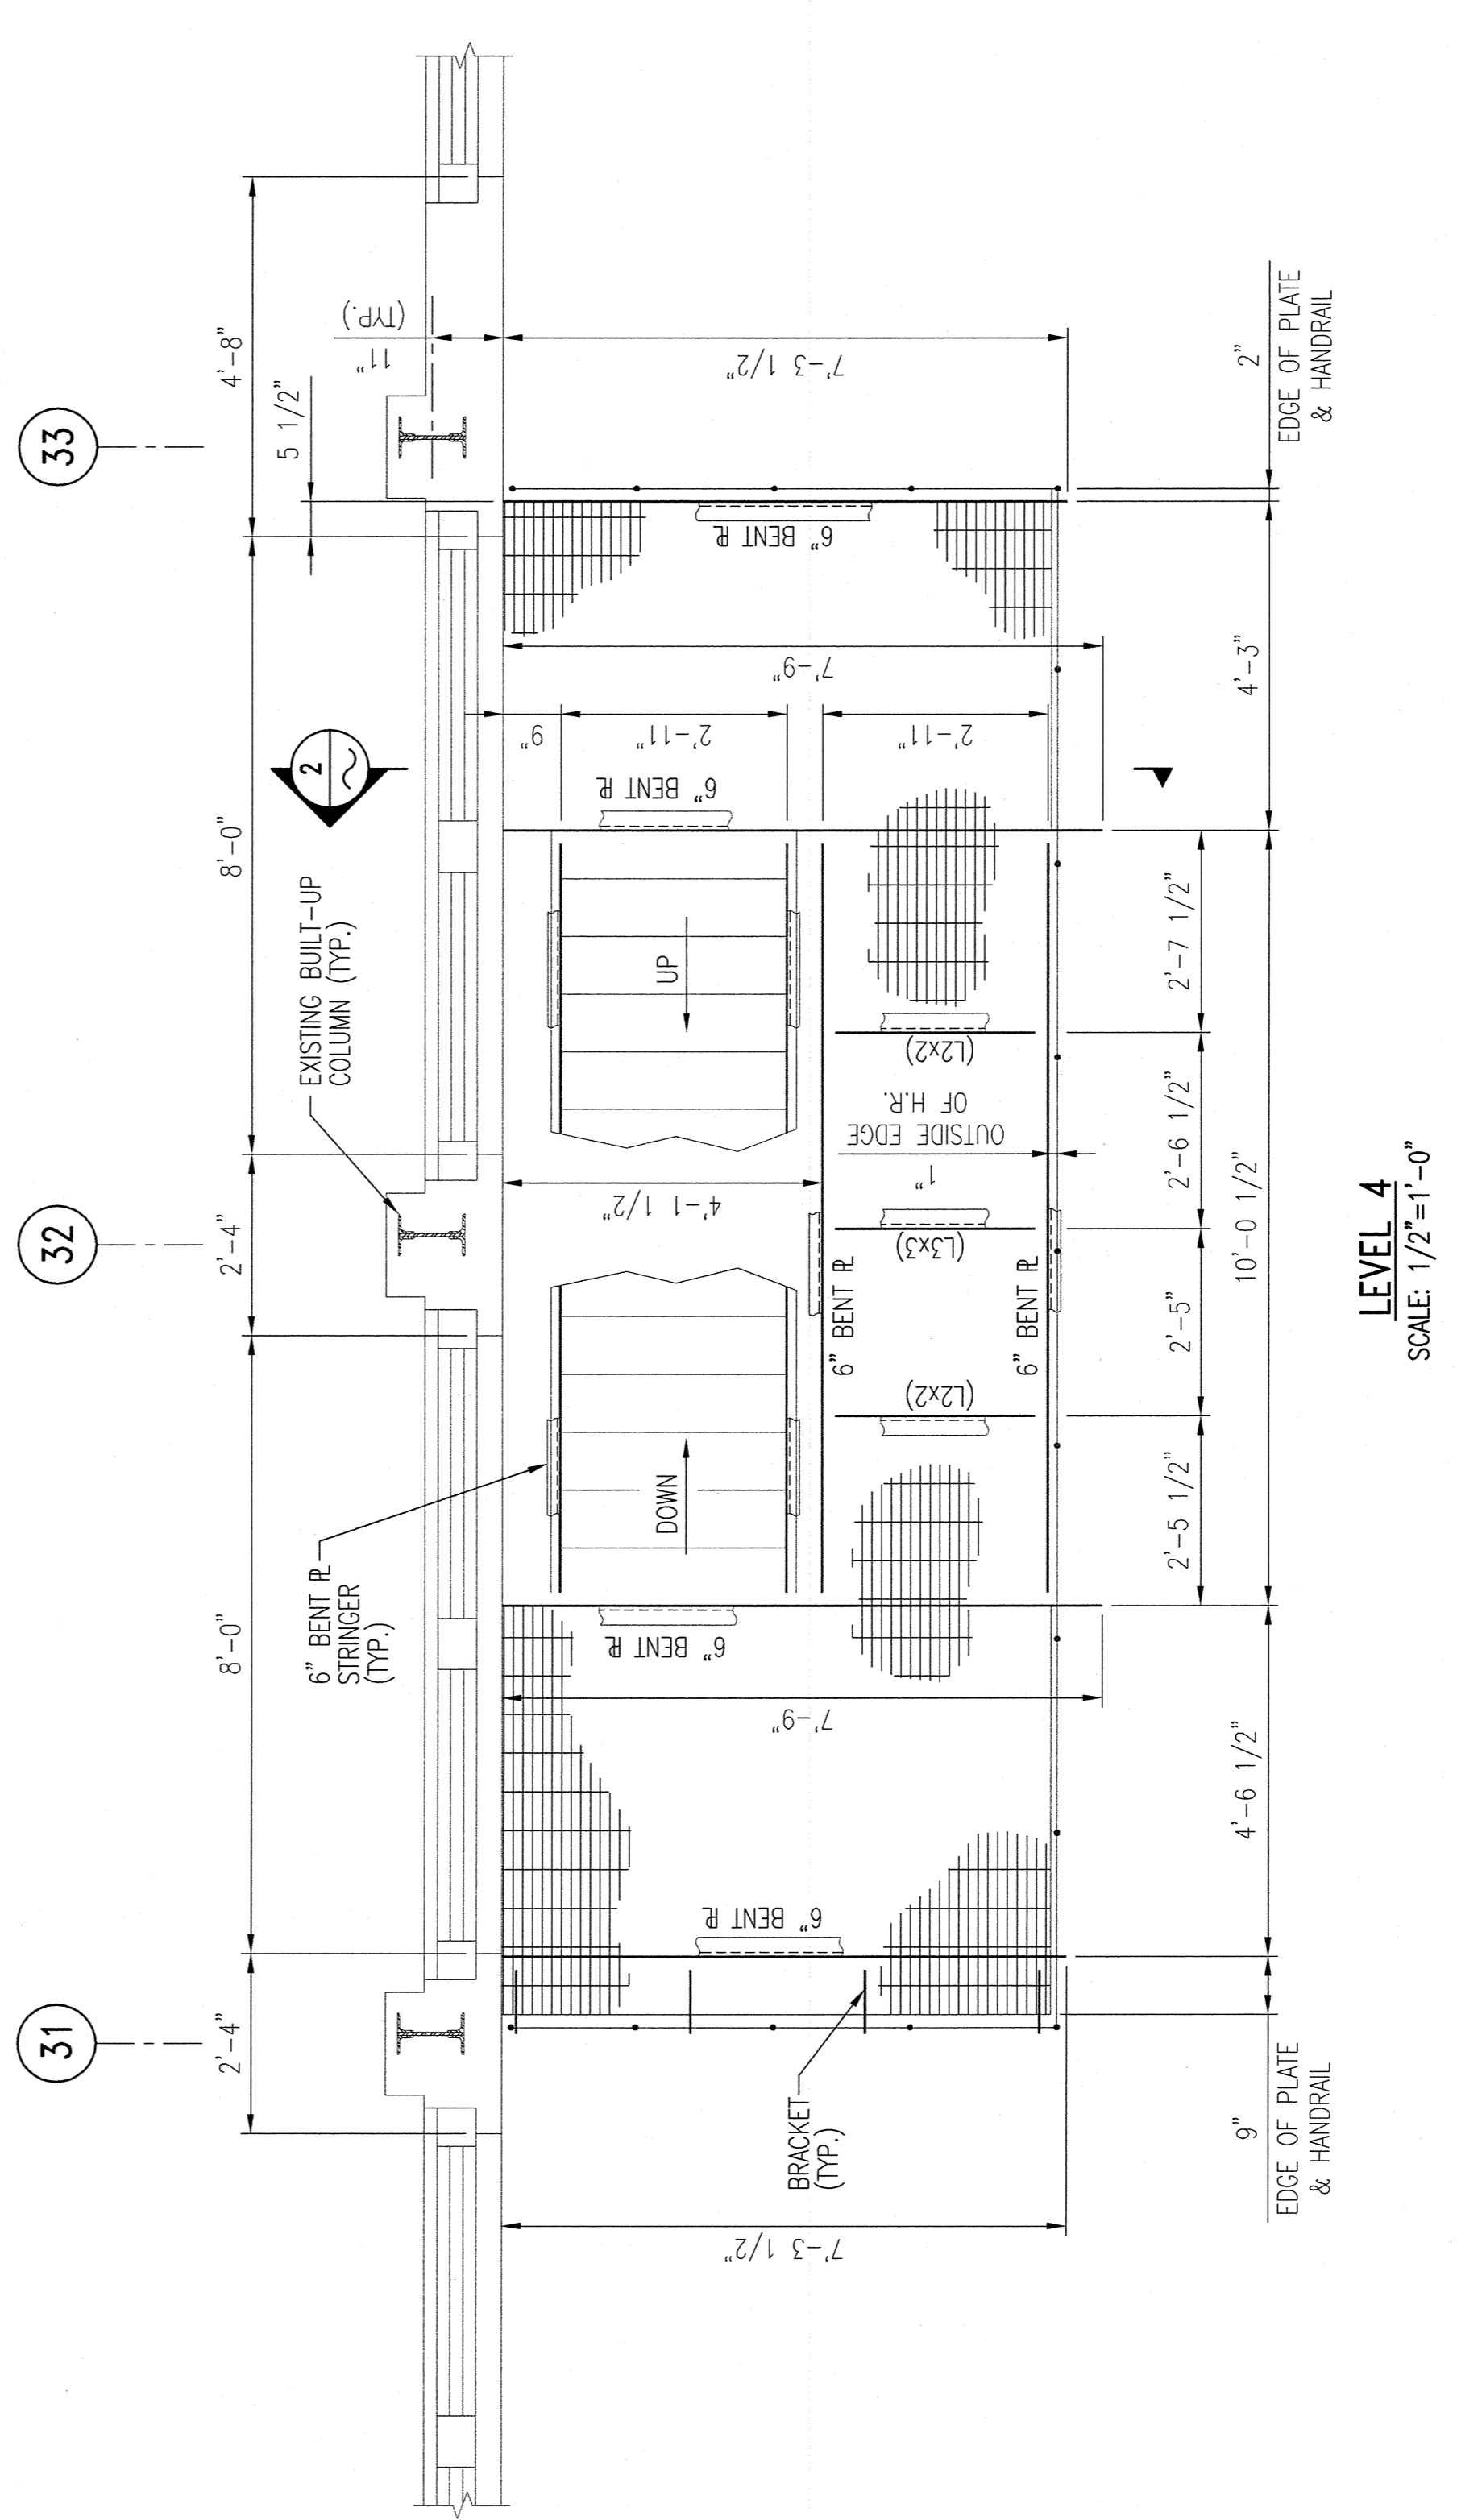 31
32
33
2'-4"
8'-0"
2'-4"
8'-0"
4'-8"
5 1/2"
11"
(TYP.)
6" BENT PL
STRINGER
(TYP.)
EXISTING BUILT-UP
COLUMN (TYP.)
2
7'-3 1/2"
BRACKET
(TYP.)
6" BENT PL
7'-9"
6" BENT PL
DOWN
4'-1 1/2"
UP
6" BENT PL
9"
2'-11"
2'-11"
7'-9"
6" BENT PL
7'-3 1/2"
(L2x2)
6" BENT PL
6" BENT PL
(L3x3)
1"
OUTSIDE EDGE
OF H.R.
(L2x2)
2'-5 1/2"
2'-5"
2'-6 1/2"
2'-7 1/2"
9"
EDGE OF PLATE
& HANDRAIL
4'-6 1/2"
10'-0 1/2"
4'-3"
2"
EDGE OF PLATE
& HANDRAIL
LEVEL 4
SCALE: 1/2"=1'-0"